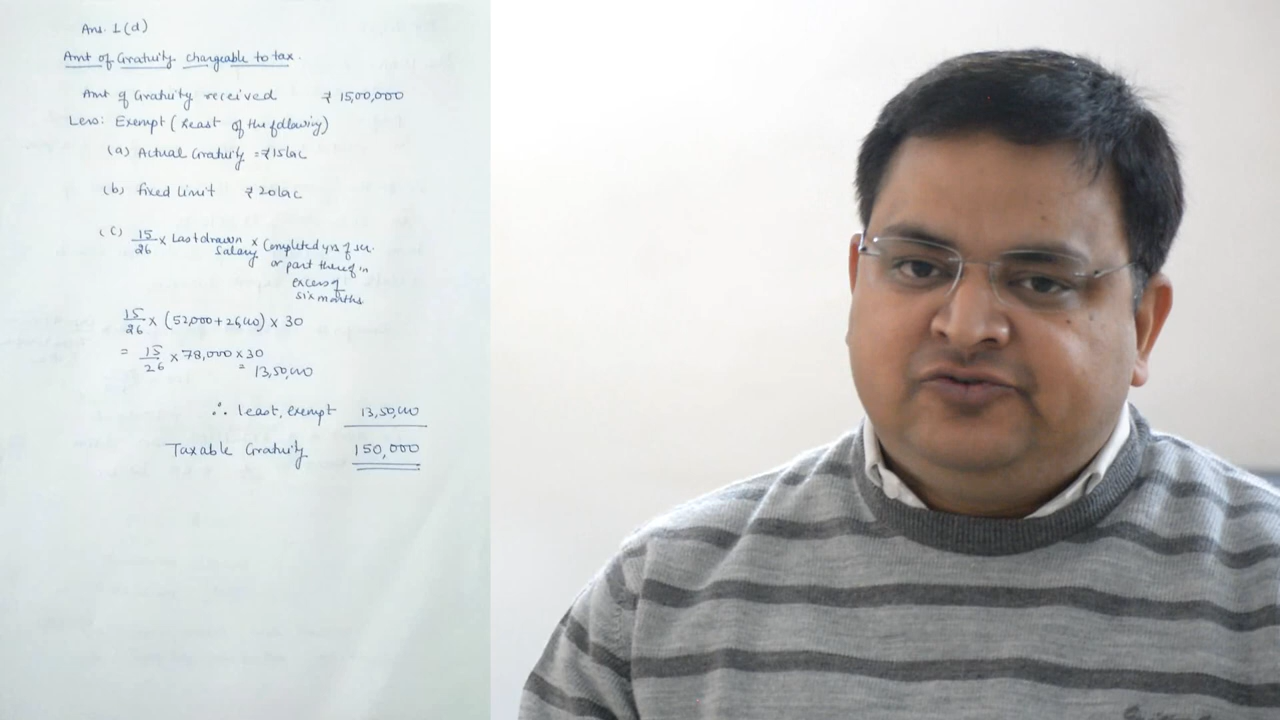 Ans. 1 (d)
Amt of Gratuity chargeable to tax.
Amt of Gratuity received ₹ 15,00,000
Less: Exempt (Least of the following)
(a) Actual Gratuity = ₹15lac
(b) fixed limit ₹20lac
(c) 15/26 × Last drawn salary × Completed yrs of ser.
or part thereof in
excess of
six months
15/26 × (52,000+26,000) × 30
= 15/26 × 78,000 × 30
= 13,50,000
∴ least, exempt 13,50,000
Taxable Gratuity 150,000